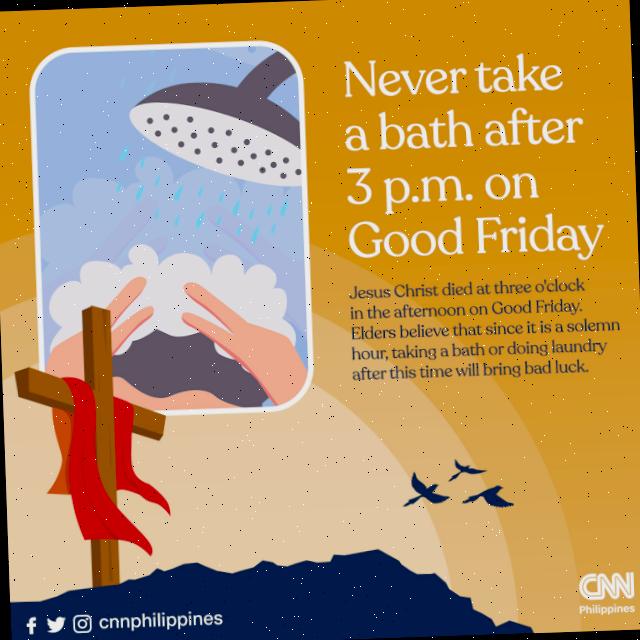 Never take
a bath after
3 p.m. on
Good Friday
Jesus Christ died at three o'clock
in the afternoon on Good Friday.
Elders believe that since it is a solemn
hour, taking a bath or doing laundry
after this time will bring bad luck.
cnnphilippines
CNN
Philippines